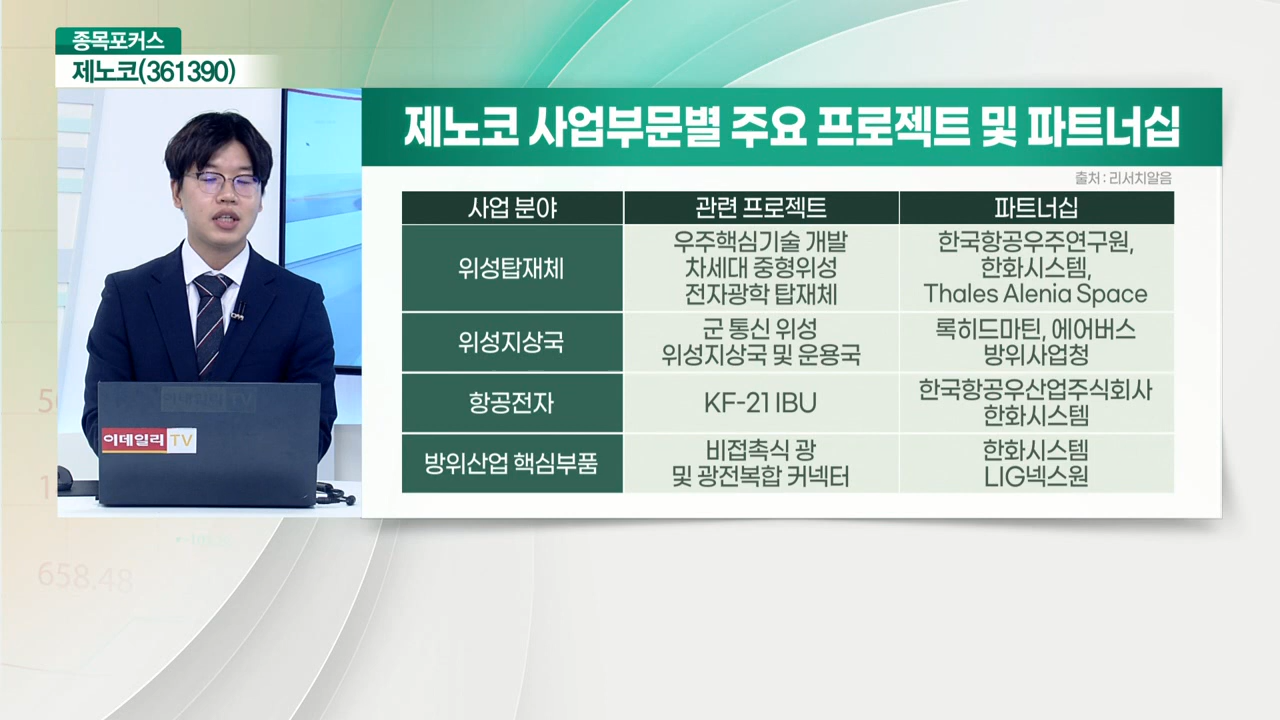 종목포커스
제노코(361390)
제노코 사업부문별 주요 프로젝트 및 파트너십
출처 : 리서치알음
사업 분야 관련 프로젝트 파트너십
위성탑재체
우주핵심기술 개발
차세대 중형위성
전자광학 탑재체
한국항공우주연구원,
한화시스템,
Thales Alenia Space
위성지상국
군 통신 위성
위성지상국 및 운용국
록히드마틴, 에어버스
방위사업청
항공전자
KF-21 IBU
한국항공우산업주식회사
한화시스템
방위산업 핵심부품
비접촉식 광
및 광전복합 커넥터
한화시스템
LIG넥스원
이데일리 TV
이데일리 TV
658.48